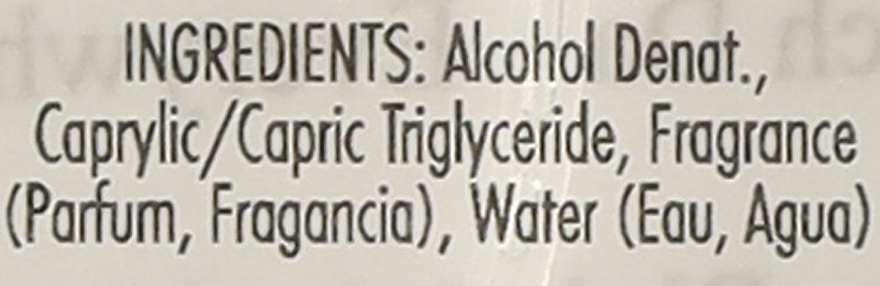 INGREDIENTS: Alcohol Denat.,
Caprylic/Capric Triglyceride, Fragrance
(Parfum, Fragancia), Water (Eau, Agua)